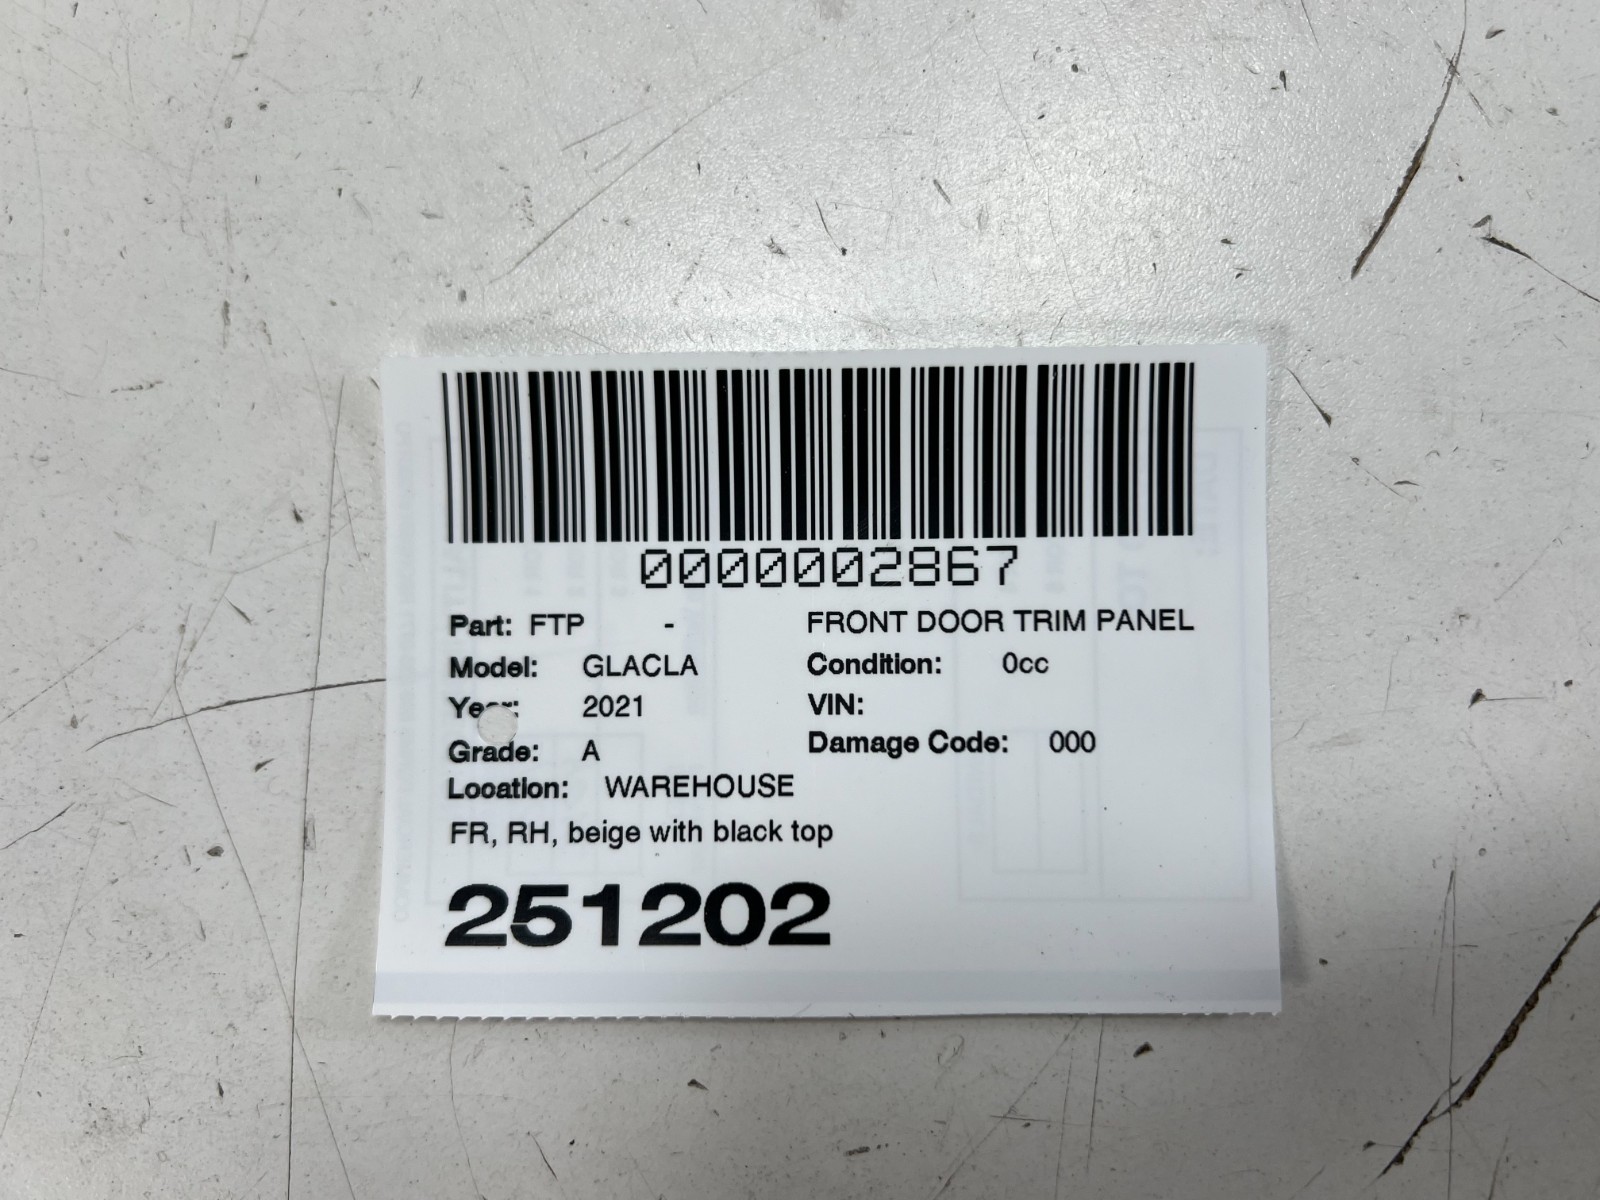 0000002867
Part: FTP - FRONT DOOR TRIM PANEL
Model: GLACLA Condition: 0cc
Year: 2021 VIN:
Grade: A Damage Code: 000
Location: WAREHOUSE
FR, RH, beige with black top
251202